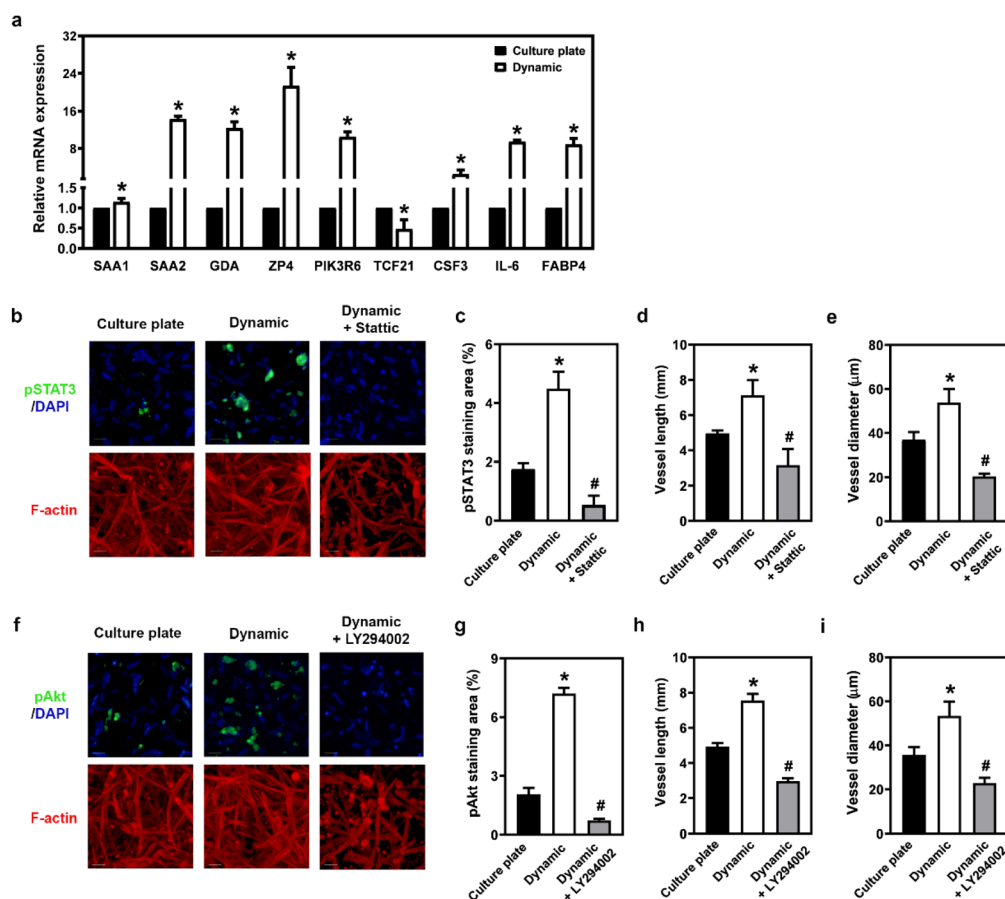 a
Relative mRNA expression
32
24
16
8
1.5
1.0
0.5
0.0
Culture plate
Dynamic
*
*
*
*
*
*
*
*
*
SAA1 SAA2 GDA ZP4 PIK3R6 TCF21 CSF3 IL-6 FABP4
b
Culture plate
Dynamic
Dynamic
+ Stattic
pSTAT3
/DAPI
F-actin
c
pSTAT3 staining area (%)
6
4
2
0
*
#
Culture plate
Dynamic
Dynamic
+ Stattic
d
Vessel length (mm)
10
8
6
4
2
0
*
#
Culture plate
Dynamic
Dynamic
+ Stattic
e
Vessel diameter (μm)
80
60
40
20
0
*
#
Culture plate
Dynamic
Dynamic
+ Stattic
f
Culture plate
Dynamic
Dynamic
+ LY294002
pAkt
/DAPI
F-actin
g
pAkt staining area (%)
9
6
3
0
*
#
Culture plate
Dynamic
Dynamic
+ LY294002
h
Vessel length (mm)
10
8
6
4
2
0
*
#
Culture plate
Dynamic
Dynamic
+ LY294002
i
Vessel diameter (μm)
80
60
40
20
0
*
#
Culture plate
Dynamic
Dynamic
+ LY294002